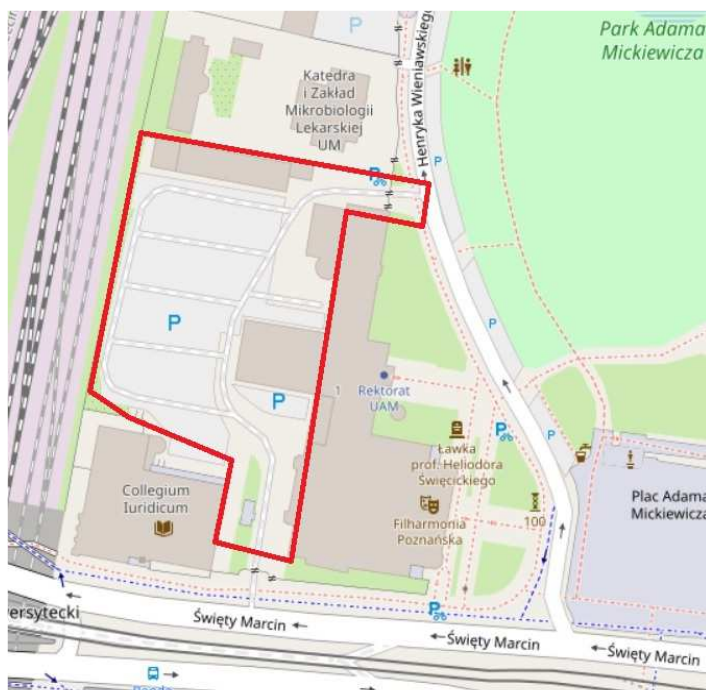 P
Park Adama
Mickiewicza
Katedra
i Zakład
Mikrobiologii
Lekarskiej
UM
Henryka Wieniawskiego
P
P
P
P
P
P
1
Rektorat
UAM
Ławka
prof. Heliodora
Święcickiego
Filharmonia
Poznańska
100
Collegium
Iuridicum
Plac Adama
Mickiewicza
wersytecki
Święty Marcin
Święty Marcin
Święty Marcin